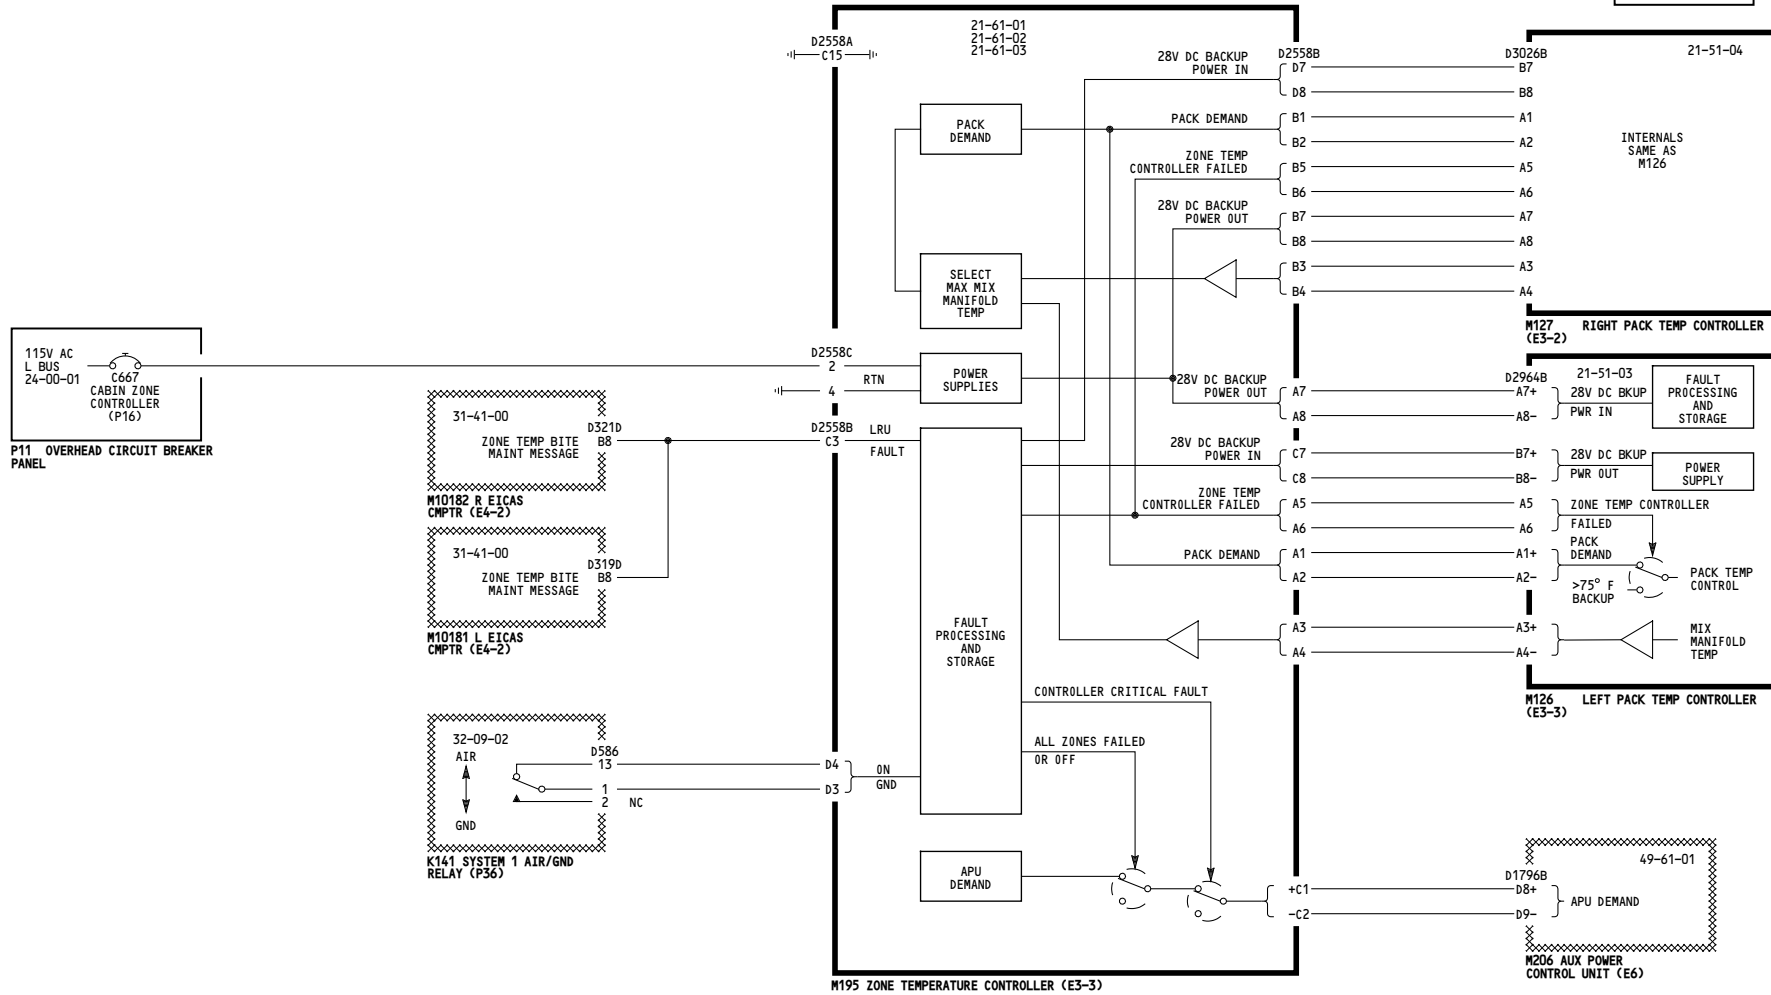 21-61-01
21-61-02
21-61-03
D2558A
C15
28V DC BACKUP
POWER IN
D2558B
D7
D8
D3026B
B7
B8
21-51-04
PACK
DEMAND
PACK DEMAND
B1
B2
A1
A2
INTERNALS
SAME AS
M126
ZONE TEMP
CONTROLLER FAILED
B5
B6
A5
A6
28V DC BACKUP
POWER OUT
B7
B8
A7
A8
SELECT
MAX MIX
MANIFOLD
TEMP
B3
B4
A3
A4
M127 RIGHT PACK TEMP CONTROLLER
(E3-2)
115V AC
L BUS
24-00-01
C667
CABIN ZONE
CONTROLLER
(P16)
P11 OVERHEAD CIRCUIT BREAKER
PANEL
D2558C
2
RTN
4
POWER
SUPPLIES
28V DC BACKUP
POWER OUT
A7
A8
D2964B
A7+
A8-
21-51-03
28V DC BKUP
PWR IN
FAULT
PROCESSING
AND
STORAGE
31-41-00
D321D
ZONE TEMP BITE
MAINT MESSAGE
B8
M10182 R EICAS
CMPTR (E4-2)
D2558B
C3
LRU
FAULT
28V DC BACKUP
POWER IN
C7
C8
B7+
B8-
28V DC BKUP
PWR OUT
POWER
SUPPLY
ZONE TEMP
CONTROLLER FAILED
A5
A6
A5
A6
ZONE TEMP CONTROLLER
FAILED
31-41-00
D319D
ZONE TEMP BITE
MAINT MESSAGE
B8
M10181 L EICAS
CMPTR (E4-2)
PACK DEMAND
A1
A2
A1+
A2-
PACK
DEMAND
>75° F
BACKUP
PACK TEMP
CONTROL
FAULT
PROCESSING
AND
STORAGE
A3
A4
A3+
A4-
MIX
MANIFOLD
TEMP
M126 LEFT PACK TEMP CONTROLLER
(E3-3)
CONTROLLER CRITICAL FAULT
ALL ZONES FAILED
OR OFF
32-09-02
AIR
GND
D586
13
1
2
NC
K141 SYSTEM 1 AIR/GND
RELAY (P36)
D4
D3
ON
GND
APU
DEMAND
+C1
-C2
49-61-01
D1796B
D8+
D9-
APU DEMAND
M206 AUX POWER
CONTROL UNIT (E6)
M195 ZONE TEMPERATURE CONTROLLER (E3-3)